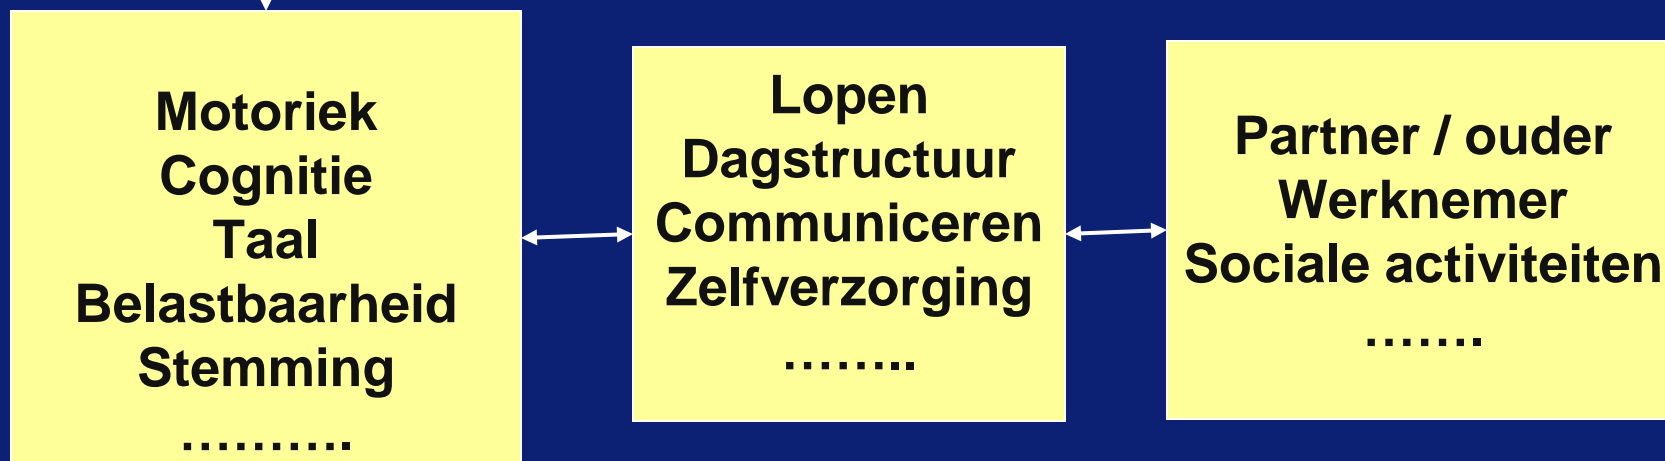 Motoriek
Cognitie
Taal
Belastbaarheid
Stemming
……….
Lopen
Dagstructuur
Communiceren
Zelfverzorging
……..
Partner / ouder
Werknemer
Sociale activiteiten
…….